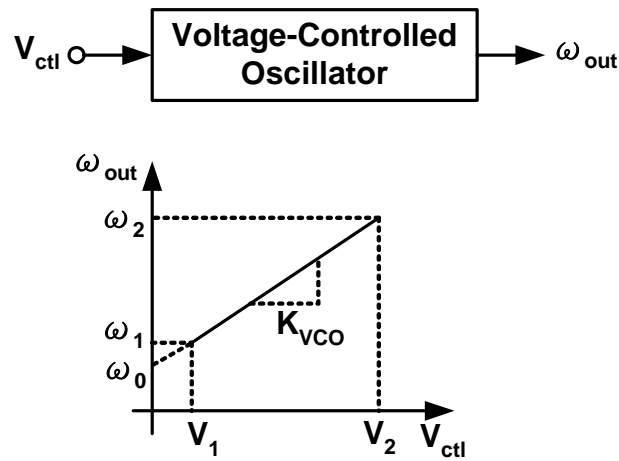 V_ctl
Voltage-Controlled
Oscillator
ω_out
ω_out
ω_2
ω_1
ω_0
K_VCO
V_1
V_2
V_ctl